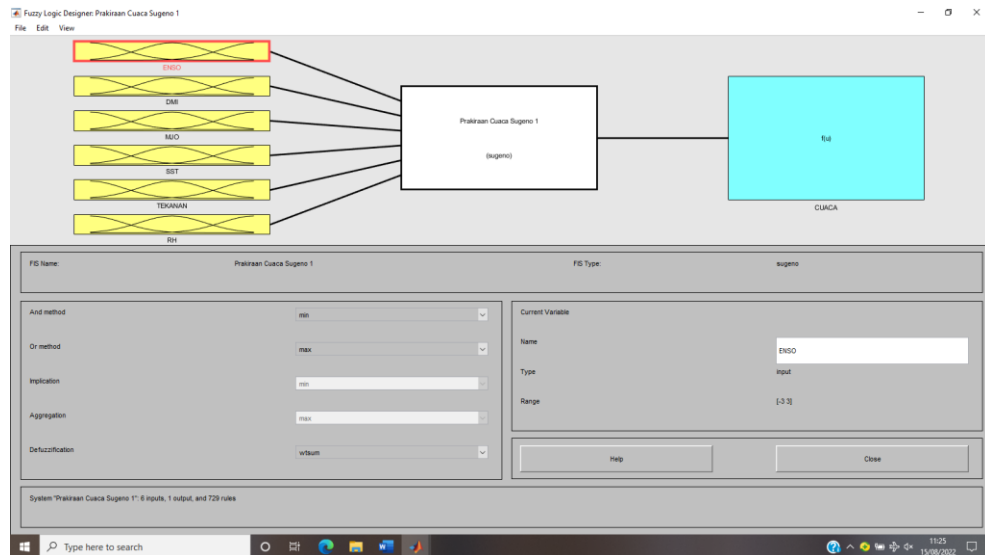 Fuzzy Logic Designer: Prakiraan Cuaca Sugeno 1
File Edit View
ENSO
DMI
MJO
SST
TEKANAN
RH
Prakiraan Cuaca Sugeno 1
(sugeno)
f(u)
CUACA
FIS Name: Prakiraan Cuaca Sugeno 1 FIS Type: sugeno
And method min
Or method max
Implication min
Aggregation max
Defuzzification wtsum
Current Variable
Name ENSO
Type input
Range [-3 3]
Help Close
System "Prakiraan Cuaca Sugeno 1": 6 inputs, 1 output, and 729 rules
Type here to search
11:25
15/08/2022